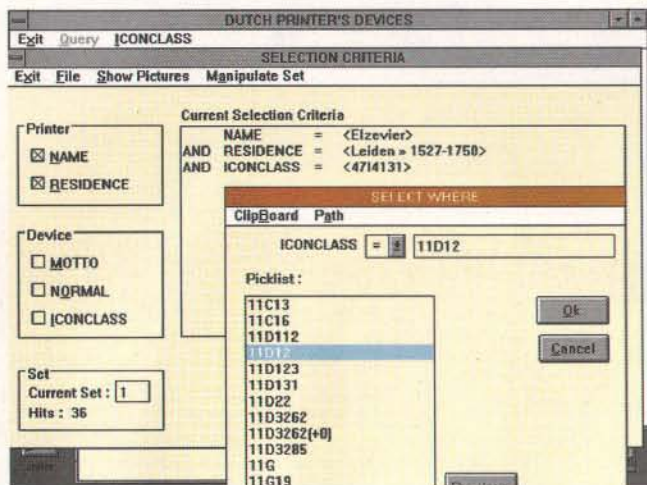 DUTCH PRINTER'S DEVICES
Exit Query ICONCLASS
SELECTION CRITERIA
Exit File Show Pictures Manipulate Set
Printer
☒ NAME
☒ RESIDENCE
Device
☐ MOTTO
☐ NORMAL
☐ ICONCLASS
Set
Current Set : 1
Hits : 36
Current Selection Criteria
NAME = <Elzevier>
AND RESIDENCE = <Leiden » 1527-1750>
AND ICONCLASS = <47I4131>
SELECT WHERE
ClipBoard Path
ICONCLASS = 11D12
Picklist :
11C13
11C16
11D112
11D12
11D123
11D131
11D22
11D3262
11D3262(+0)
11D3285
11G
11G19
Ok
Cancel